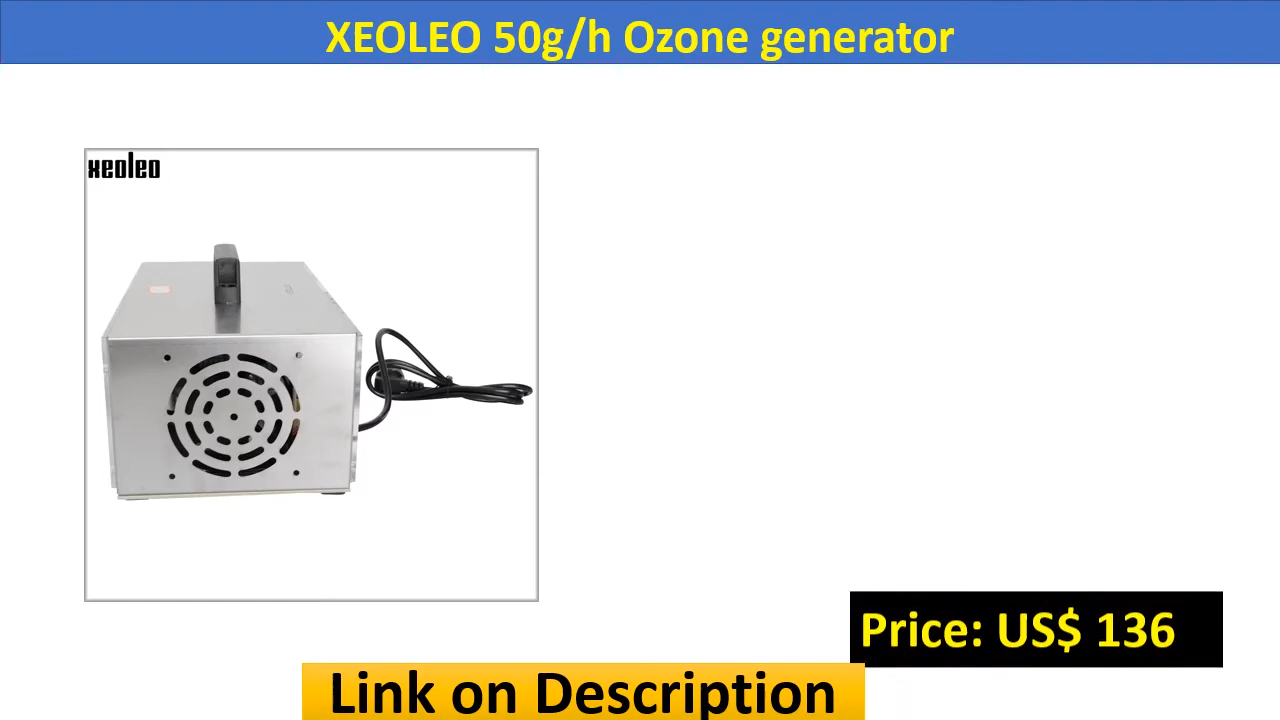 XEOLEO 50g/h Ozone generator
xeoleo
Price: US$ 136
Link on Description